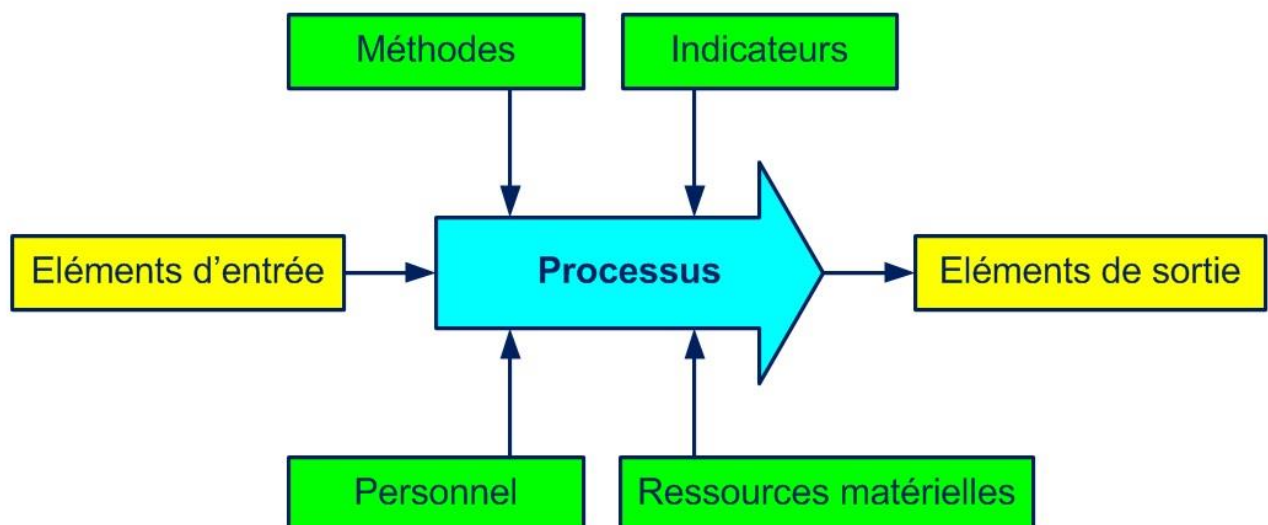 Méthodes
Indicateurs
Eléments d'entrée
Processus
Eléments de sortie
Personnel
Ressources matérielles